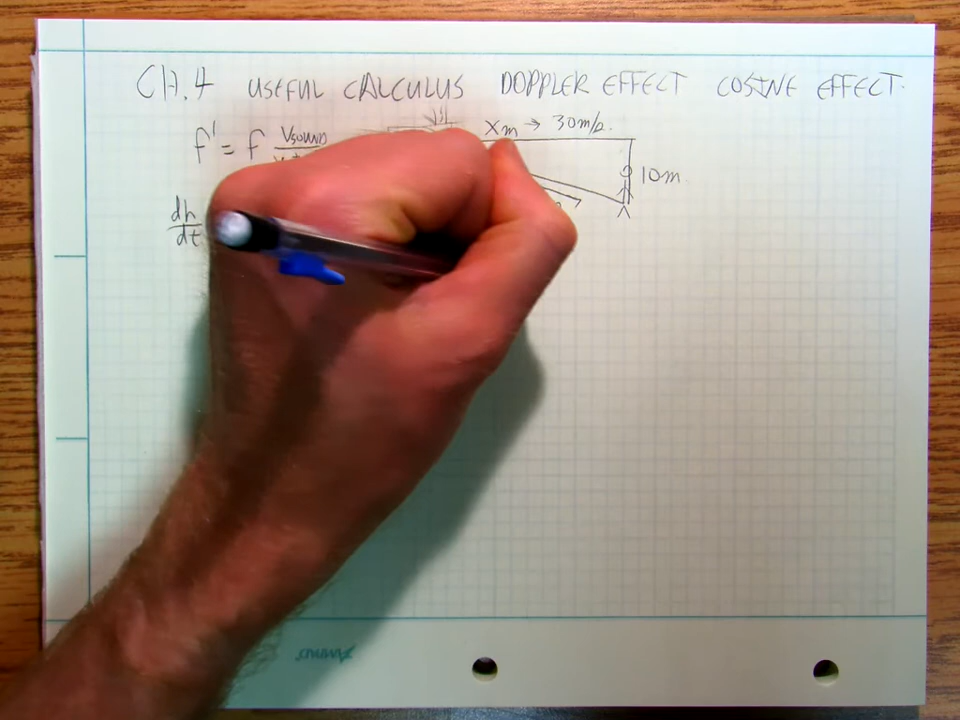 CH.4 USEFUL CALCULUS DOPPLER EFFECT COSINE EFFECT.
Xm → 30m/s.
f' = f Vsound
10m
dh
dt